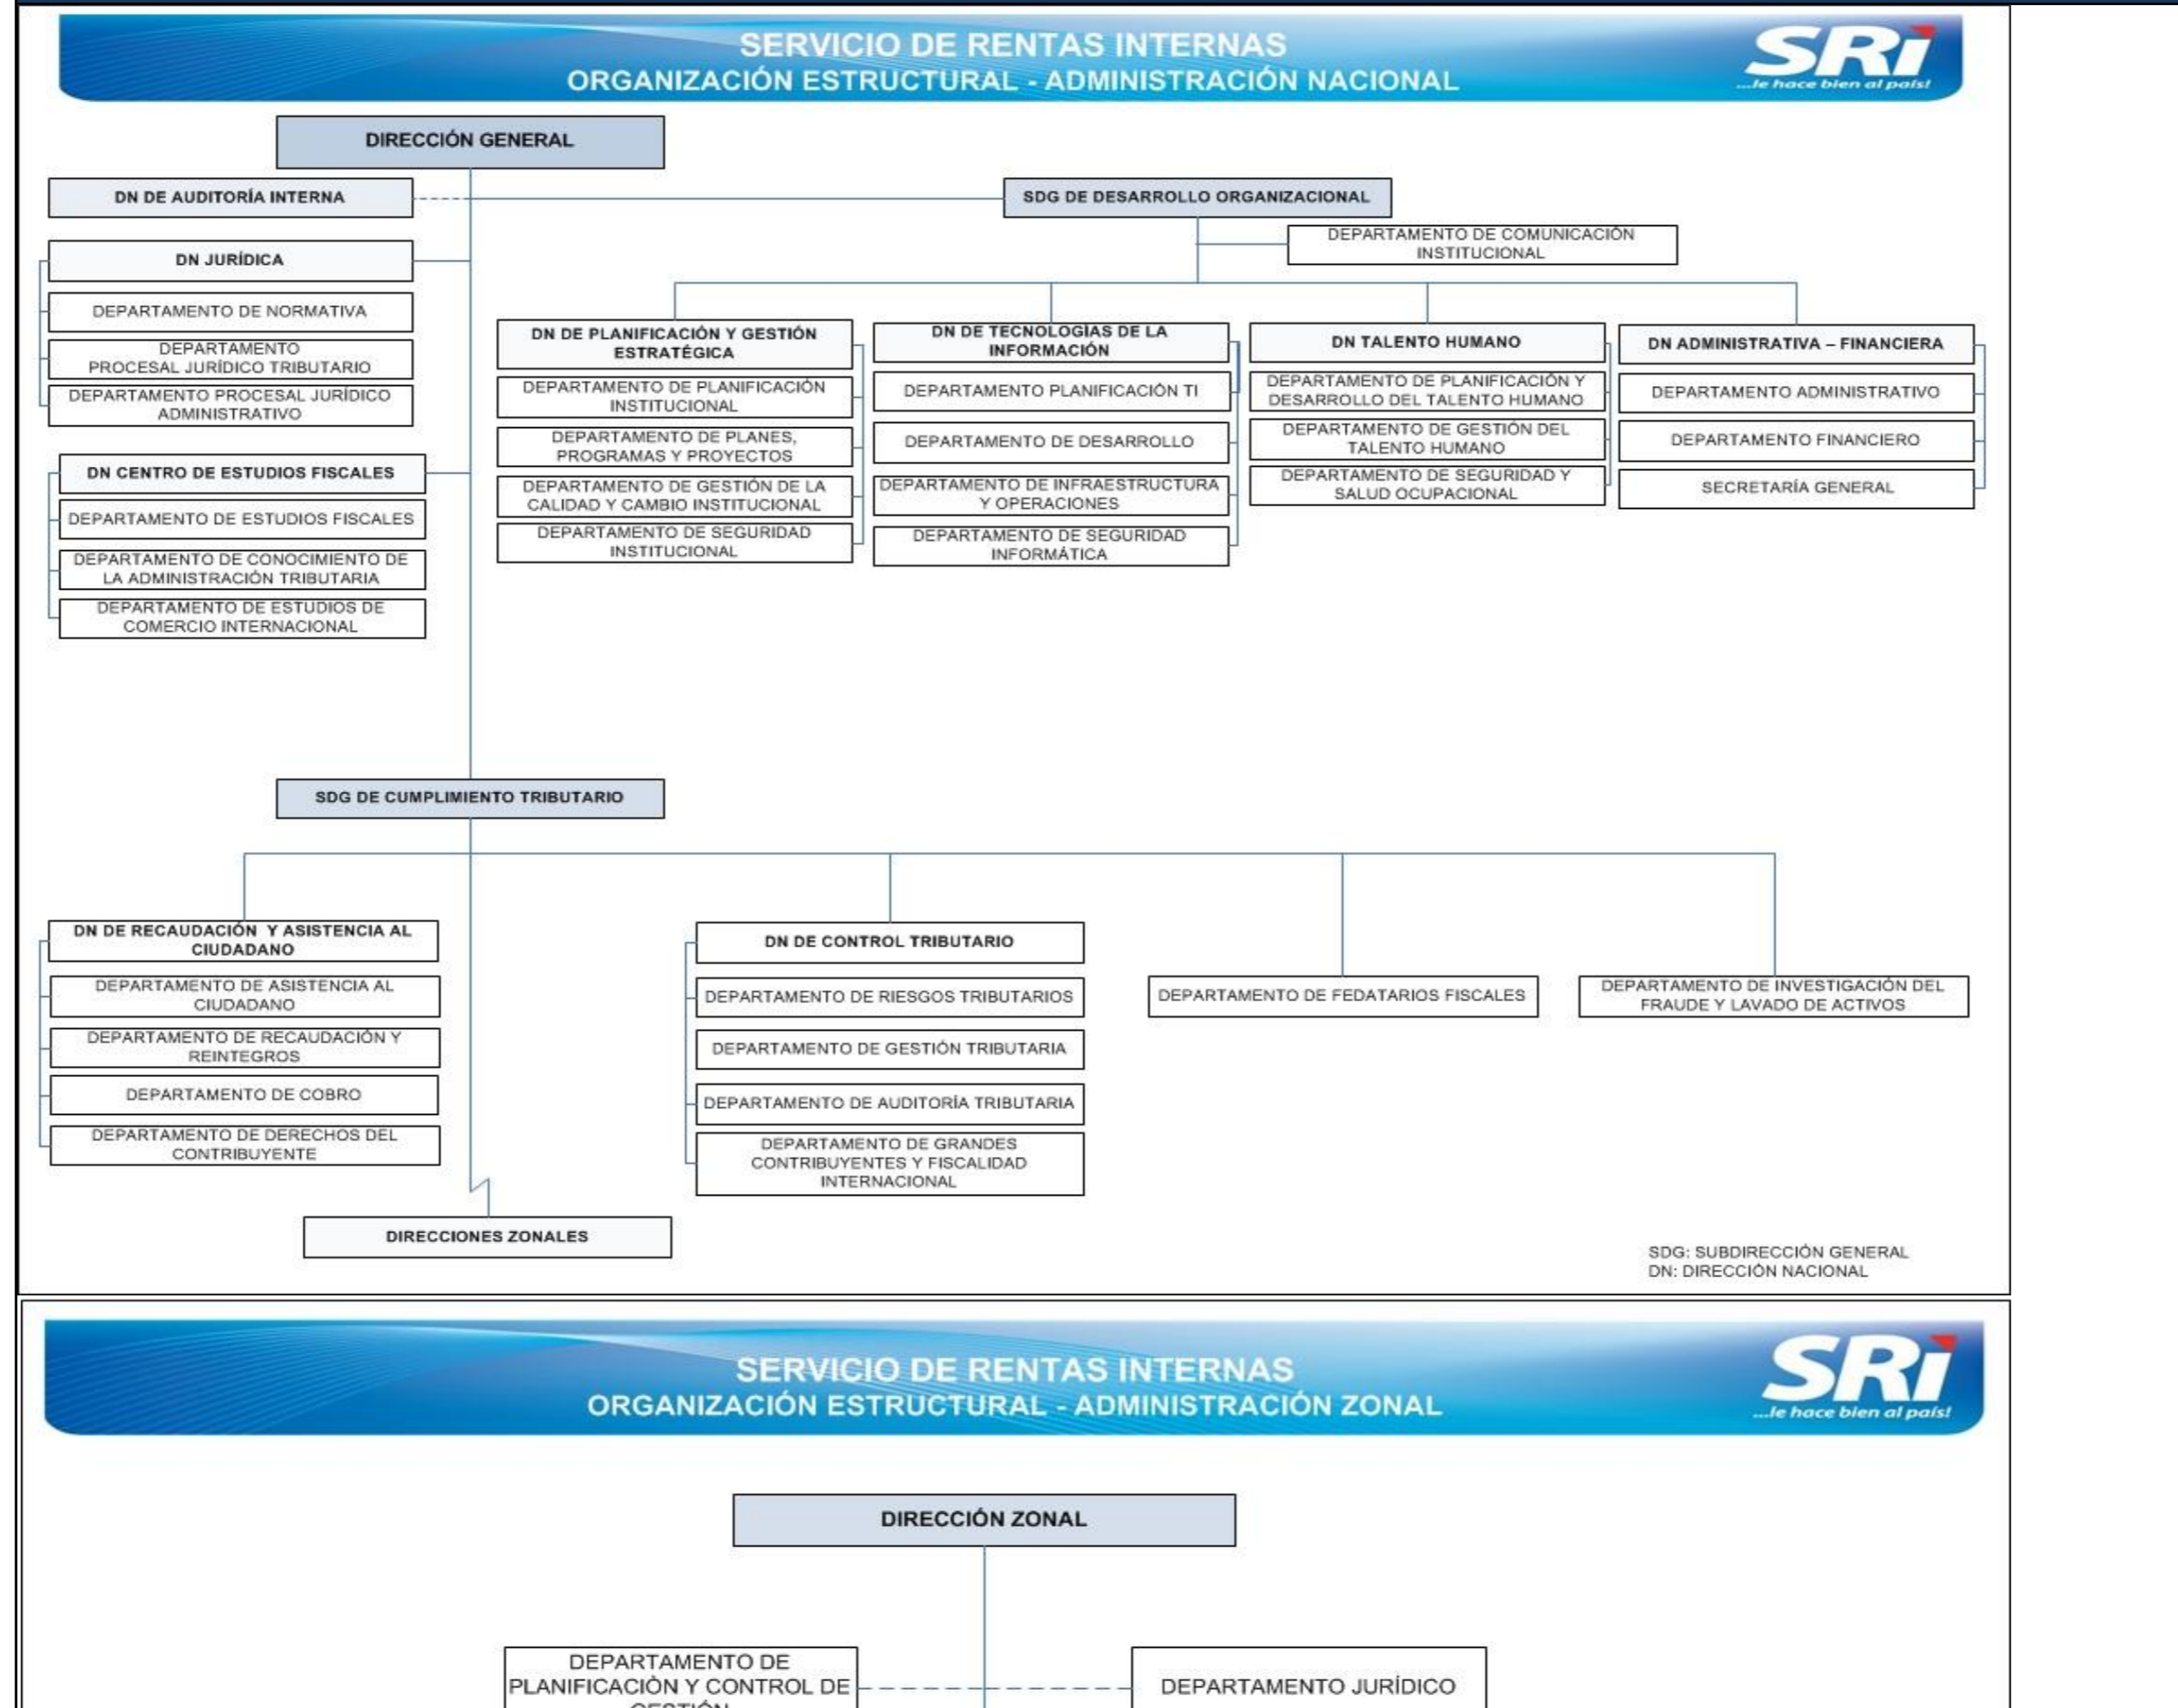 SERVICIO DE RENTAS INTERNAS
ORGANIZACIÓN ESTRUCTURAL - ADMINISTRACIÓN NACIONAL
SRi
...le hace bien al país!
DIRECCIÓN GENERAL
DN DE AUDITORÍA INTERNA
SDG DE DESARROLLO ORGANIZACIONAL
DEPARTAMENTO DE COMUNICACIÓN
INSTITUCIONAL
DN JURÍDICA
DEPARTAMENTO DE NORMATIVA
DEPARTAMENTO
PROCESAL JURÍDICO TRIBUTARIO
DEPARTAMENTO PROCESAL JURÍDICO
ADMINISTRATIVO
DN CENTRO DE ESTUDIOS FISCALES
DEPARTAMENTO DE ESTUDIOS FISCALES
DEPARTAMENTO DE CONOCIMIENTO DE
LA ADMINISTRACIÓN TRIBUTARIA
DEPARTAMENTO DE ESTUDIOS DE
COMERCIO INTERNACIONAL
DN DE PLANIFICACIÓN Y GESTIÓN
ESTRATÉGICA
DEPARTAMENTO DE PLANIFICACIÓN
INSTITUCIONAL
DEPARTAMENTO DE PLANES,
PROGRAMAS Y PROYECTOS
DEPARTAMENTO DE GESTIÓN DE LA
CALIDAD Y CAMBIO INSTITUCIONAL
DEPARTAMENTO DE SEGURIDAD
INSTITUCIONAL
DN DE TECNOLOGÍAS DE LA
INFORMACIÓN
DEPARTAMENTO PLANIFICACIÓN TI
DEPARTAMENTO DE DESARROLLO
DEPARTAMENTO DE INFRAESTRUCTURA
Y OPERACIONES
DEPARTAMENTO DE SEGURIDAD
INFORMÁTICA
DN TALENTO HUMANO
DEPARTAMENTO DE PLANIFICACIÓN Y
DESARROLLO DEL TALENTO HUMANO
DEPARTAMENTO DE GESTIÓN DEL
TALENTO HUMANO
DEPARTAMENTO DE SEGURIDAD Y
SALUD OCUPACIONAL
DN ADMINISTRATIVA – FINANCIERA
DEPARTAMENTO ADMINISTRATIVO
DEPARTAMENTO FINANCIERO
SECRETARÍA GENERAL
SDG DE CUMPLIMIENTO TRIBUTARIO
DN DE RECAUDACIÓN Y ASISTENCIA AL
CIUDADANO
DEPARTAMENTO DE ASISTENCIA AL
CIUDADANO
DEPARTAMENTO DE RECAUDACIÓN Y
REINTEGROS
DEPARTAMENTO DE COBRO
DEPARTAMENTO DE DERECHOS DEL
CONTRIBUYENTE
DN DE CONTROL TRIBUTARIO
DEPARTAMENTO DE RIESGOS TRIBUTARIOS
DEPARTAMENTO DE GESTIÓN TRIBUTARIA
DEPARTAMENTO DE AUDITORÍA TRIBUTARIA
DEPARTAMENTO DE GRANDES
CONTRIBUYENTES Y FISCALIDAD
INTERNACIONAL
DEPARTAMENTO DE FEDATARIOS FISCALES
DEPARTAMENTO DE INVESTIGACIÓN DEL
FRAUDE Y LAVADO DE ACTIVOS
DIRECCIONES ZONALES
SDG: SUBDIRECCIÓN GENERAL
DN: DIRECCIÓN NACIONAL
SERVICIO DE RENTAS INTERNAS
ORGANIZACIÓN ESTRUCTURAL - ADMINISTRACIÓN ZONAL
SRi
...le hace bien al país!
DIRECCIÓN ZONAL
DEPARTAMENTO DE
PLANIFICACIÓN Y CONTROL DE
GESTIÓN
DEPARTAMENTO JURÍDICO